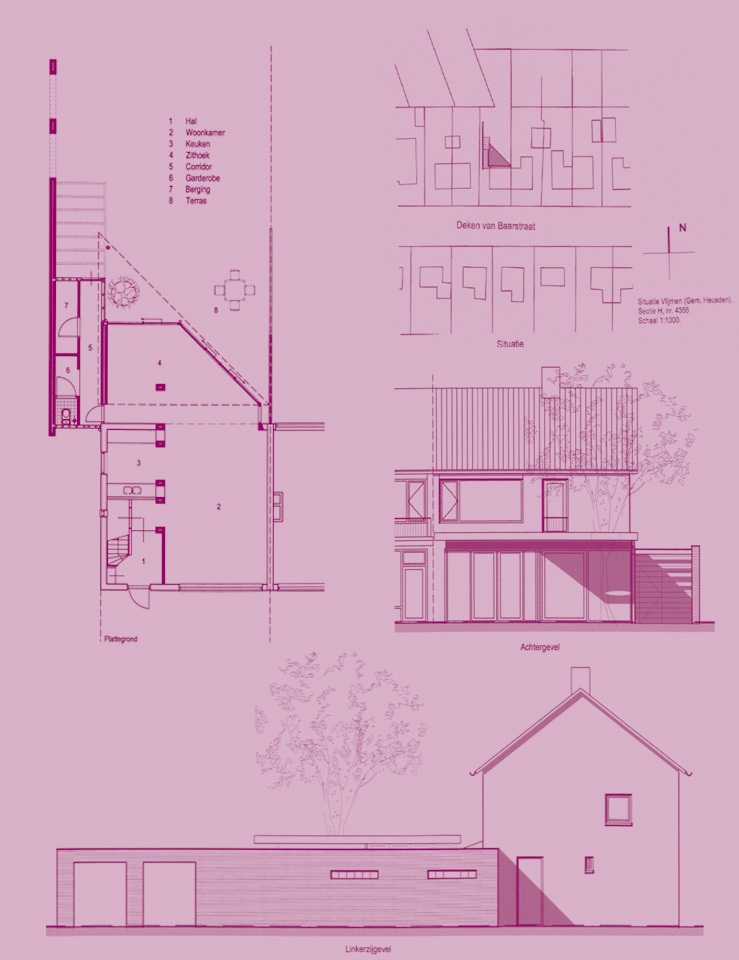 1 Hal
2 Woonkamer
3 Keuken
4 Zithoek
5 Corridor
6 Garderobe
7 Berging
8 Terras
Deken van Baarstraat
N
Situatie Vlijmen (Gem. Heusden).
Sectie H, nr. 4355
Schaal 1:1000.
Situatie
7
5
6
8
4
3
2
1
Plattegrond
Achtergevel
Linkerzijgevel